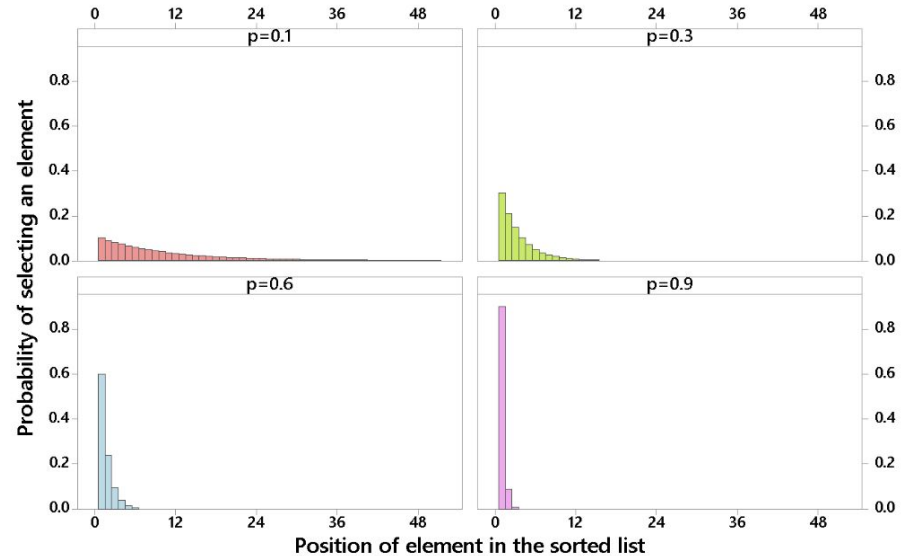 0 12 24 36 48 0 12 24 36 48
p=0.1 p=0.3
0.8 0.8
0.6 0.6
0.4 0.4
0.2 0.2
0.0 0.0
p=0.6 p=0.9
0.8 0.8
0.6 0.6
0.4 0.4
0.2 0.2
0.0 0.0
0 12 24 36 48 0 12 24 36 48
Probability of selecting an element
Position of element in the sorted list